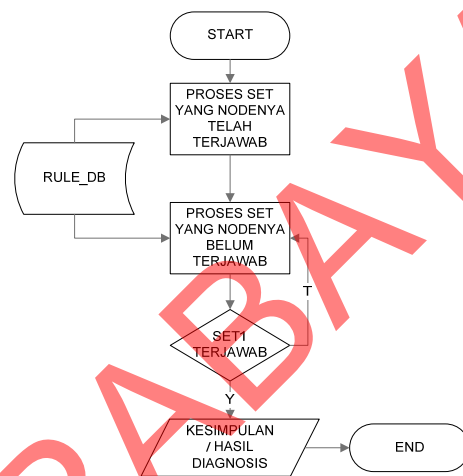 START
PROSES SET
YANG NODENYA
TELAH
TERJAWAB
RULE_DB
PROSES SET
YANG NODENYA
BELUM
TERJAWAB
T
SET1
TERJAWAB
Y
KESIMPULAN
/ HASIL
DIAGNOSIS
END
RABAY